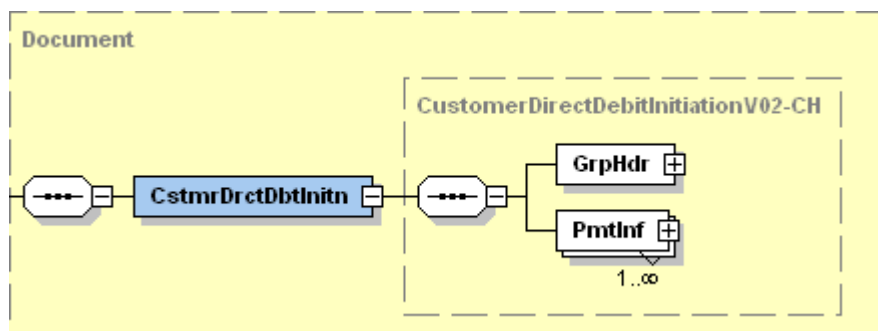 Document
CustomerDirectDebitInitiationV02-CH
GrpHdr
CstmrDrctDbtInitn
PmtInf
1..∞